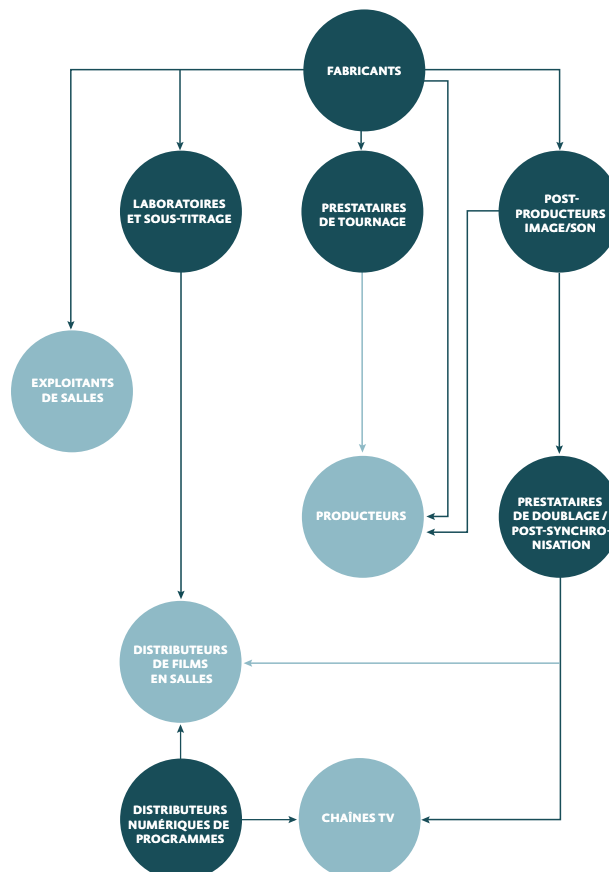 FABRICANTS
LABORATOIRES
ET SOUS-TITRAGE
PRESTATAIRES
DE TOURNAGE
POST-
PRODUCTEURS
IMAGE/SON
EXPLOITANTS
DE SALLES
PRODUCTEURS
PRESTATAIRES
DE DOUBLAGE /
POST-SYNCHRO-
NISATION
DISTRIBUTEURS
DE FILMS
EN SALLES
DISTRIBUTEURS
NUMÉRIQUES DE
PROGRAMMES
CHAÎNES TV